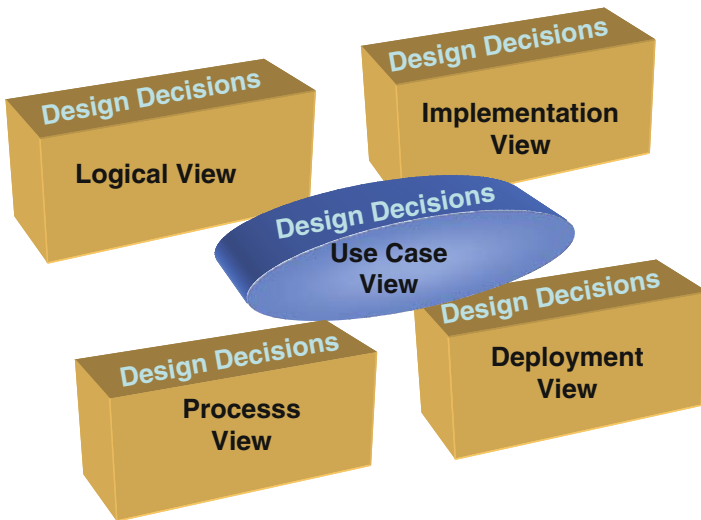 Design Decisions
Logical View
Design Decisions
Implementation
View
Design Decisions
Use Case
View
Design Decisions
Processs
View
Design Decisions
Deployment
View